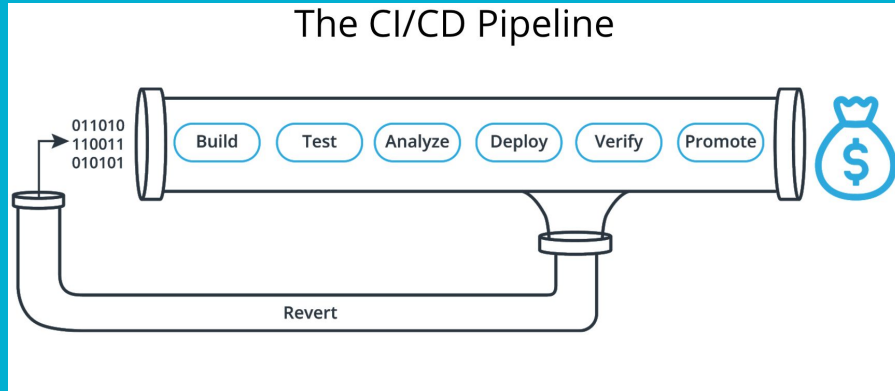 The CI/CD Pipeline
011010
110011
010101
Build
Test
Analyze
Deploy
Verify
Promote
$
Revert